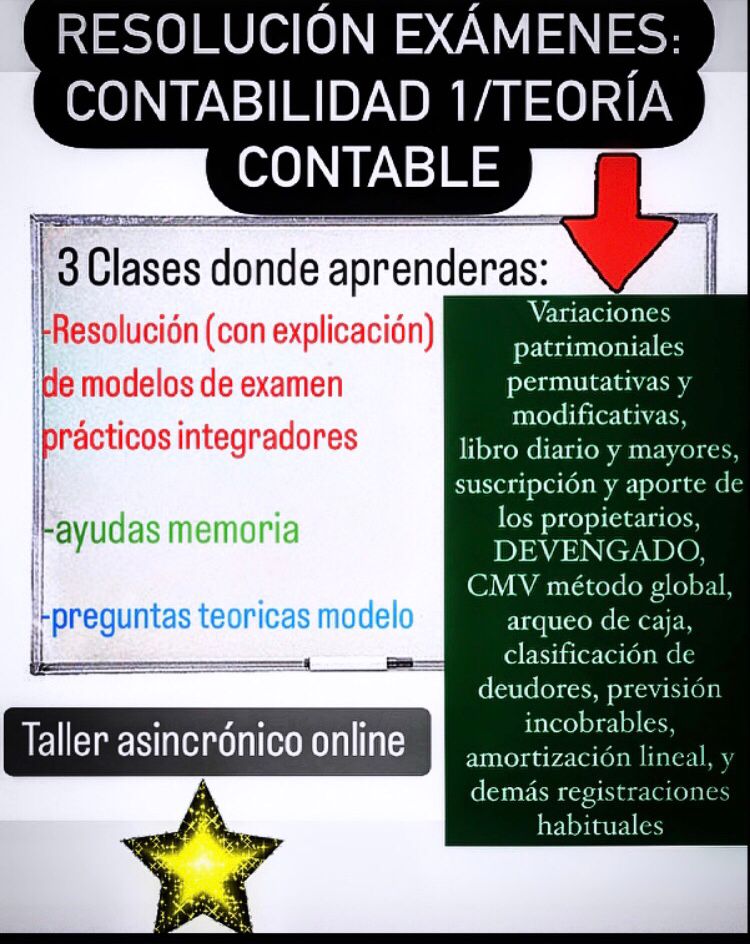 RESOLUCIÓN EXÁMENES:
CONTABILIDAD 1/TEORÍA
CONTABLE
3 Clases donde aprenderas:
-Resolución (con explicación)
de modelos de examen
prácticos integradores
-ayudas memoria
-preguntas teoricas modelo
Variaciones
patrimoniales
permutativas y
modificativas,
libro diario y mayores,
suscripción y aporte de
los propietarios,
DEVENGADO,
CMV método global,
arqueo de caja,
clasificación de
deudores, previsión
incobrables,
amortización lineal, y
demás registraciones
habituales
Taller asincrónico online